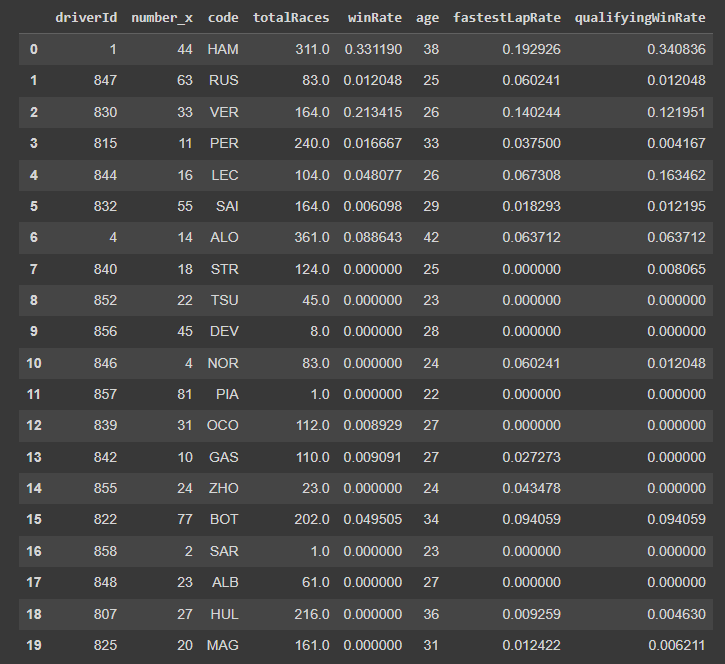 driverId number_x code totalRaces winRate age fastestLapRate qualifyingWinRate
0 1 44 HAM 311.0 0.331190 38 0.192926 0.340836
1 847 63 RUS 83.0 0.012048 25 0.060241 0.012048
2 830 33 VER 164.0 0.213415 26 0.140244 0.121951
3 815 11 PER 240.0 0.016667 33 0.037500 0.004167
4 844 16 LEC 104.0 0.048077 26 0.067308 0.163462
5 832 55 SAI 164.0 0.006098 29 0.018293 0.012195
6 4 14 ALO 361.0 0.088643 42 0.063712 0.063712
7 840 18 STR 124.0 0.000000 25 0.000000 0.008065
8 852 22 TSU 45.0 0.000000 23 0.000000 0.000000
9 856 45 DEV 8.0 0.000000 28 0.000000 0.000000
10 846 4 NOR 83.0 0.000000 24 0.060241 0.012048
11 857 81 PIA 1.0 0.000000 22 0.000000 0.000000
12 839 31 OCO 112.0 0.008929 27 0.000000 0.000000
13 842 10 GAS 110.0 0.009091 27 0.027273 0.000000
14 855 24 ZHO 23.0 0.000000 24 0.043478 0.000000
15 822 77 BOT 202.0 0.049505 34 0.094059 0.094059
16 858 2 SAR 1.0 0.000000 23 0.000000 0.000000
17 848 23 ALB 61.0 0.000000 27 0.000000 0.000000
18 807 27 HUL 216.0 0.000000 36 0.009259 0.004630
19 825 20 MAG 161.0 0.000000 31 0.012422 0.006211